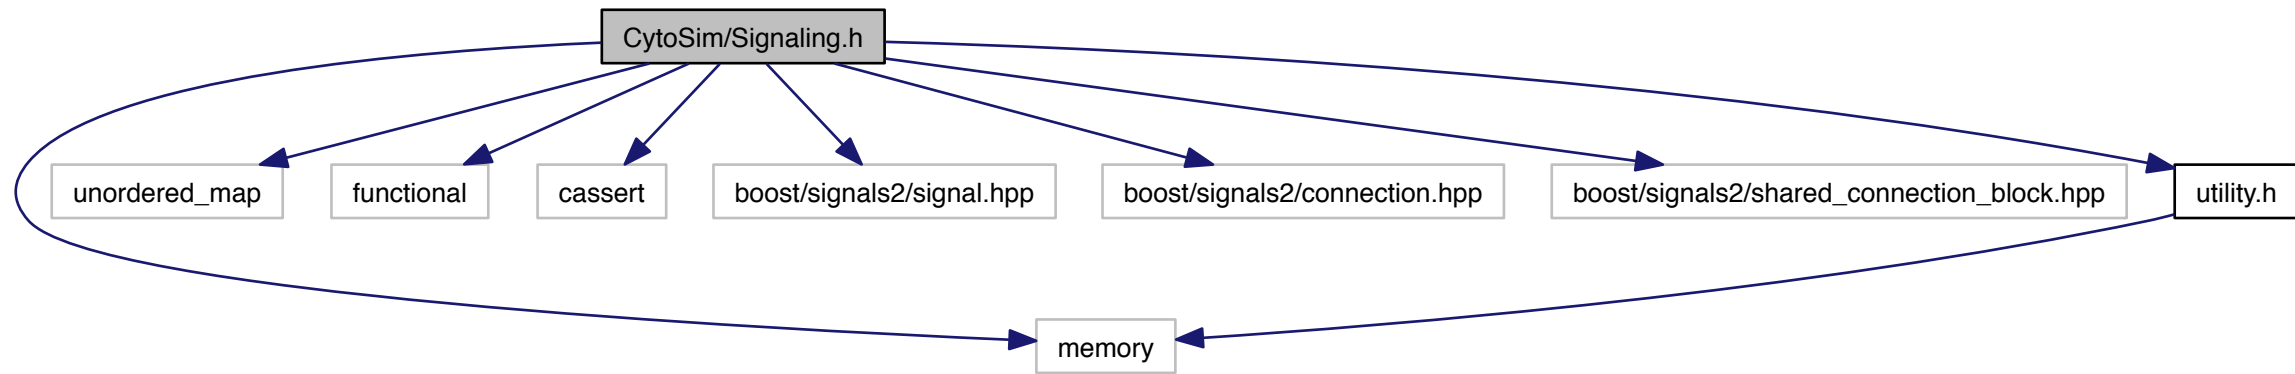 CytoSim/Signaling.h
unordered_map
functional
cassert
boost/signals2/signal.hpp
boost/signals2/connection.hpp
boost/signals2/shared_connection_block.hpp
utility.h
memory